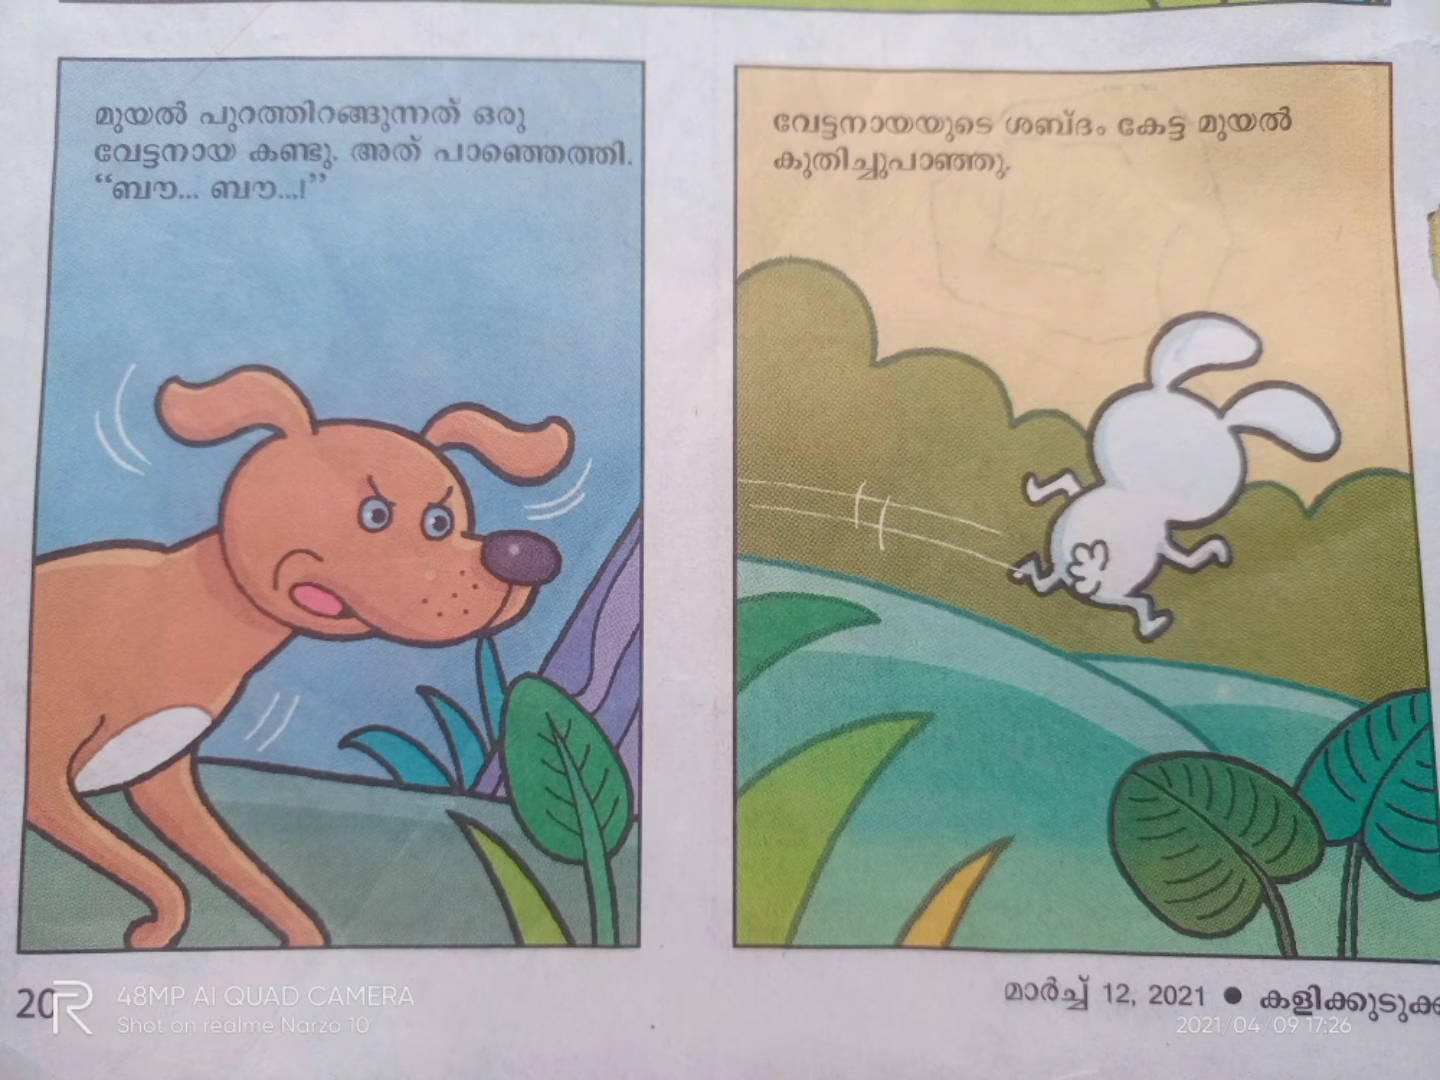 മുയൽ പുറത്തിറങ്ങുന്നത് ഒരു
വേട്ടനായ കണ്ടു. അത് പാഞ്ഞെത്തി.
“ബൗ... ബൗ...!”
വേട്ടനായയുടെ ശബ്ദം കേട്ട മുയൽ
കുതിച്ചുപാഞ്ഞു.
20
48MP AI QUAD CAMERA
Shot on realme Narzo 10
മാർച്ച് 12, 2021 ● കളിക്കുടുക്ക
2021/04/09 17:26